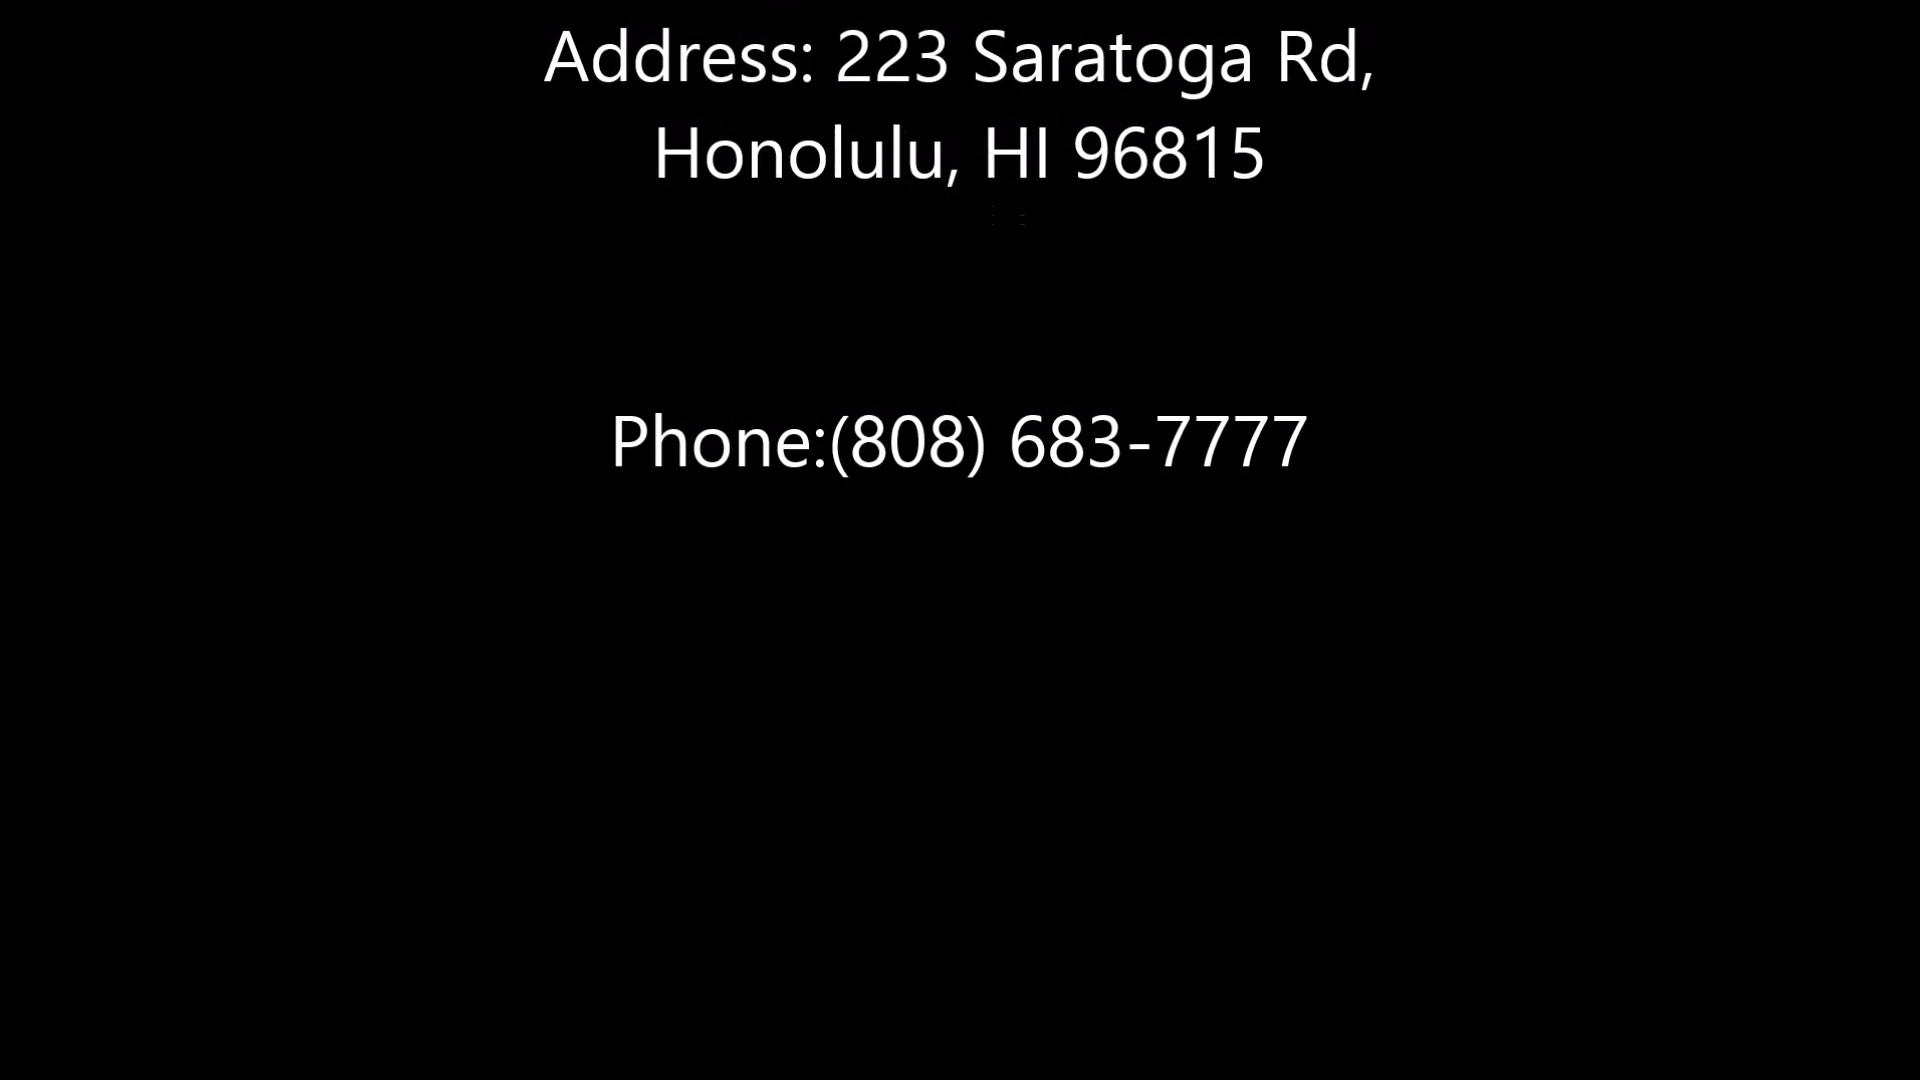 Address: 223 Saratoga Rd,
Honolulu, HI 96815
Phone:(808) 683-7777